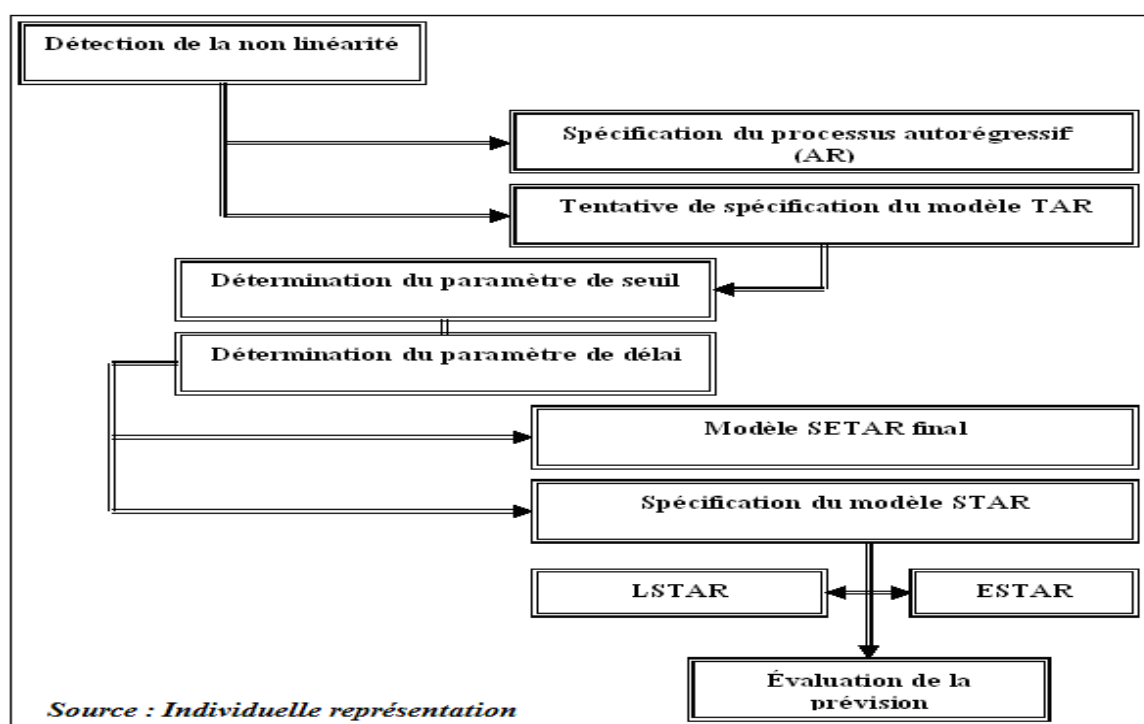 Détection de la non linéarité
Spécification du processus autorégressif
(AR)
Tentative de spécification du modèle TAR
Détermination du paramètre de seuil
Détermination du paramètre de délai
Modèle SETAR final
Spécification du modèle STAR
LSTAR
ESTAR
Évaluation de la
prévision
Source : Individuelle représentation